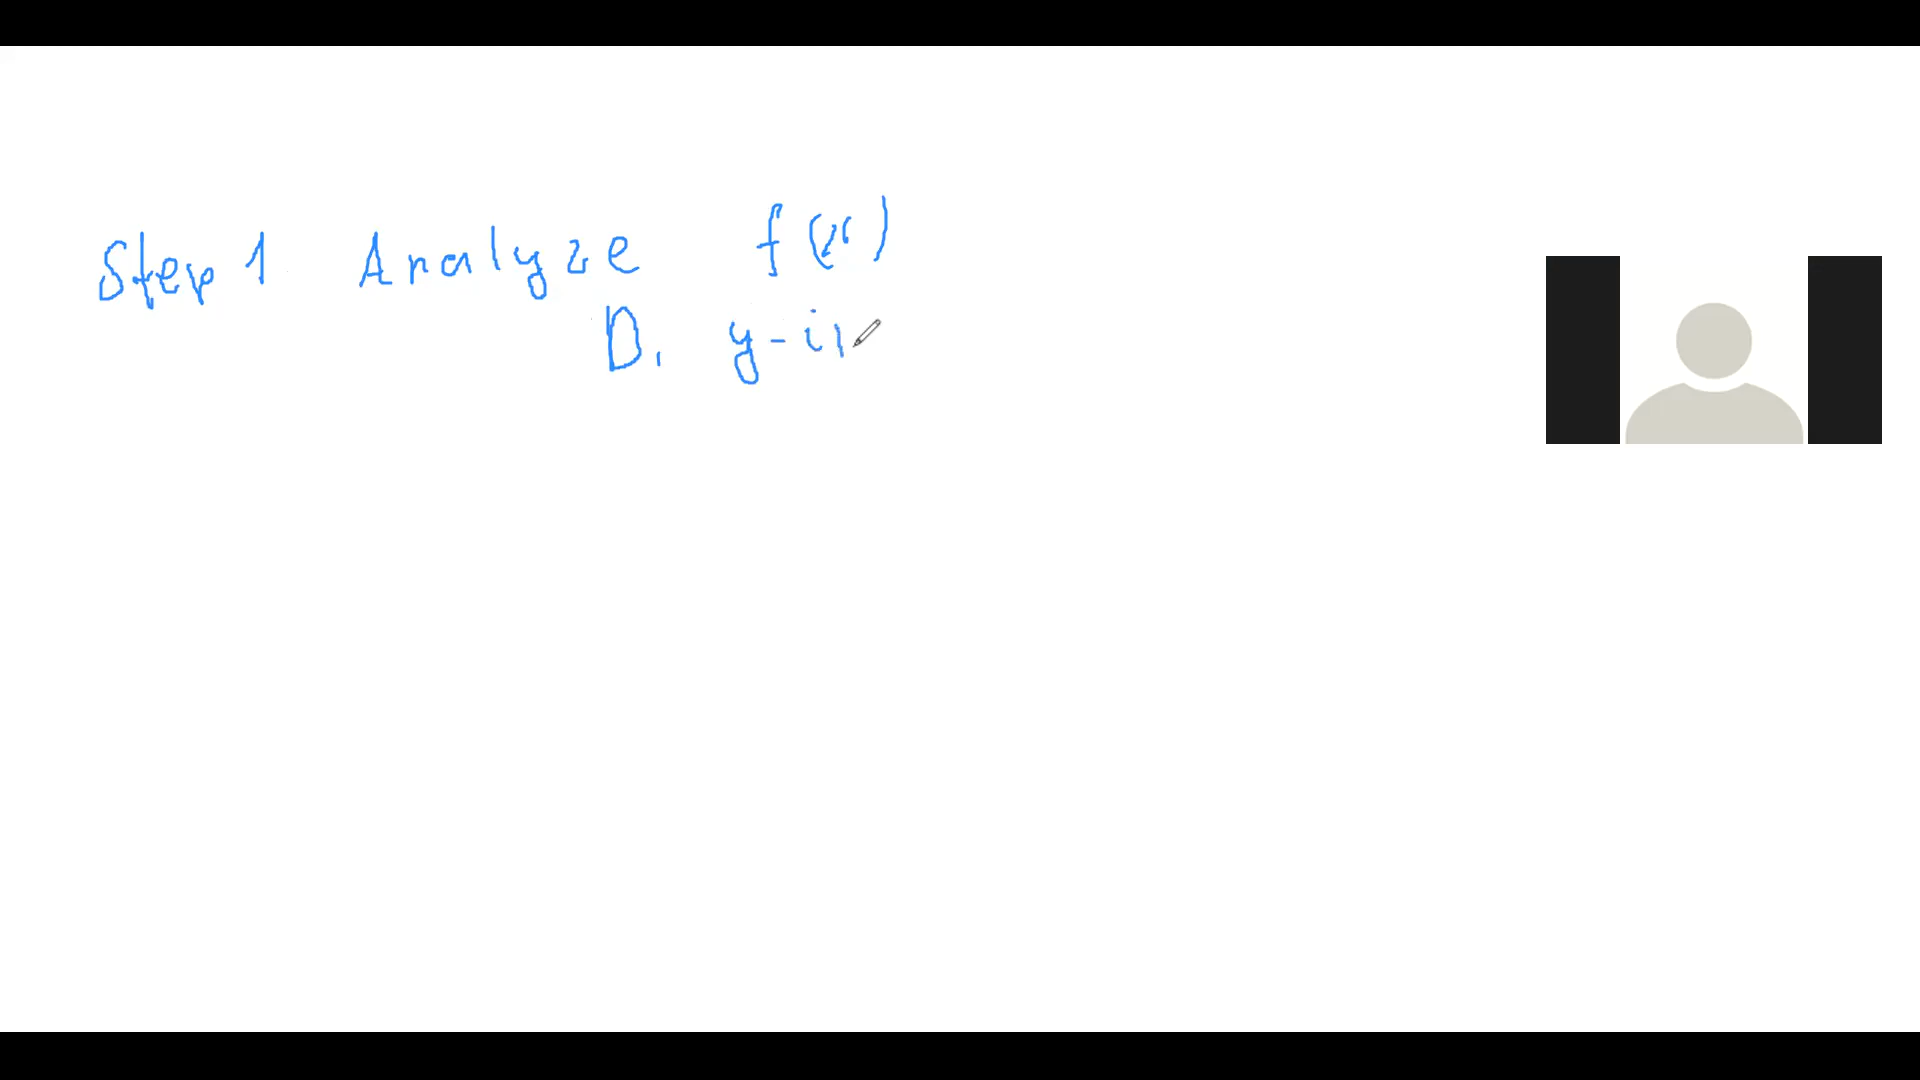 Step 1 Analyze f(x)
D, y-in